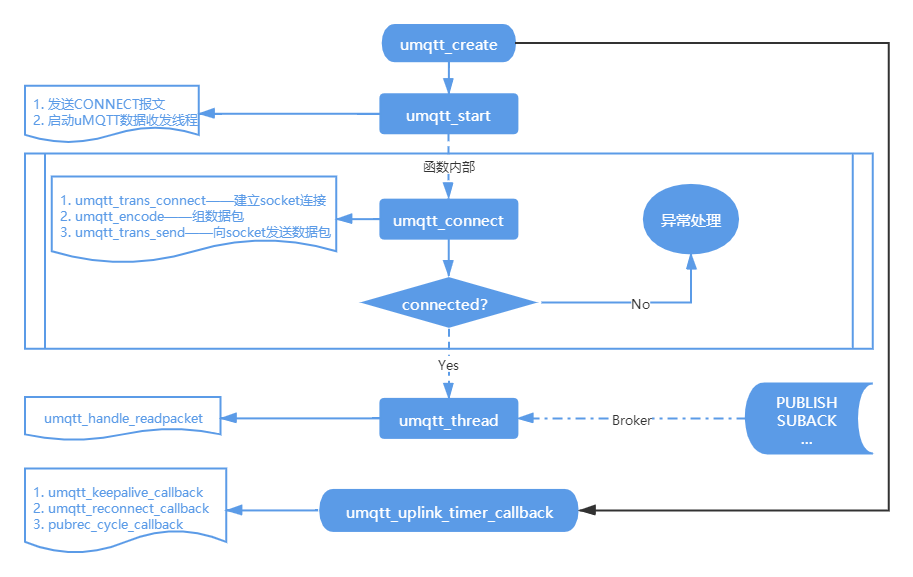 umqtt_create
1. 发送CONNECT报文
2. 启动uMQTT数据收发线程
umqtt_start
函数内部
1. umqtt_trans_connect——建立socket连接
2. umqtt_encode——组数据包
3. umqtt_trans_send——向socket发送数据包
umqtt_connect
异常处理
connected?
No
Yes
umqtt_handle_readpacket
umqtt_thread
Broker
PUBLISH
SUBACK
...
1. umqtt_keepalive_callback
2. umqtt_reconnect_callback
3. pubrec_cycle_callback
umqtt_uplink_timer_callback